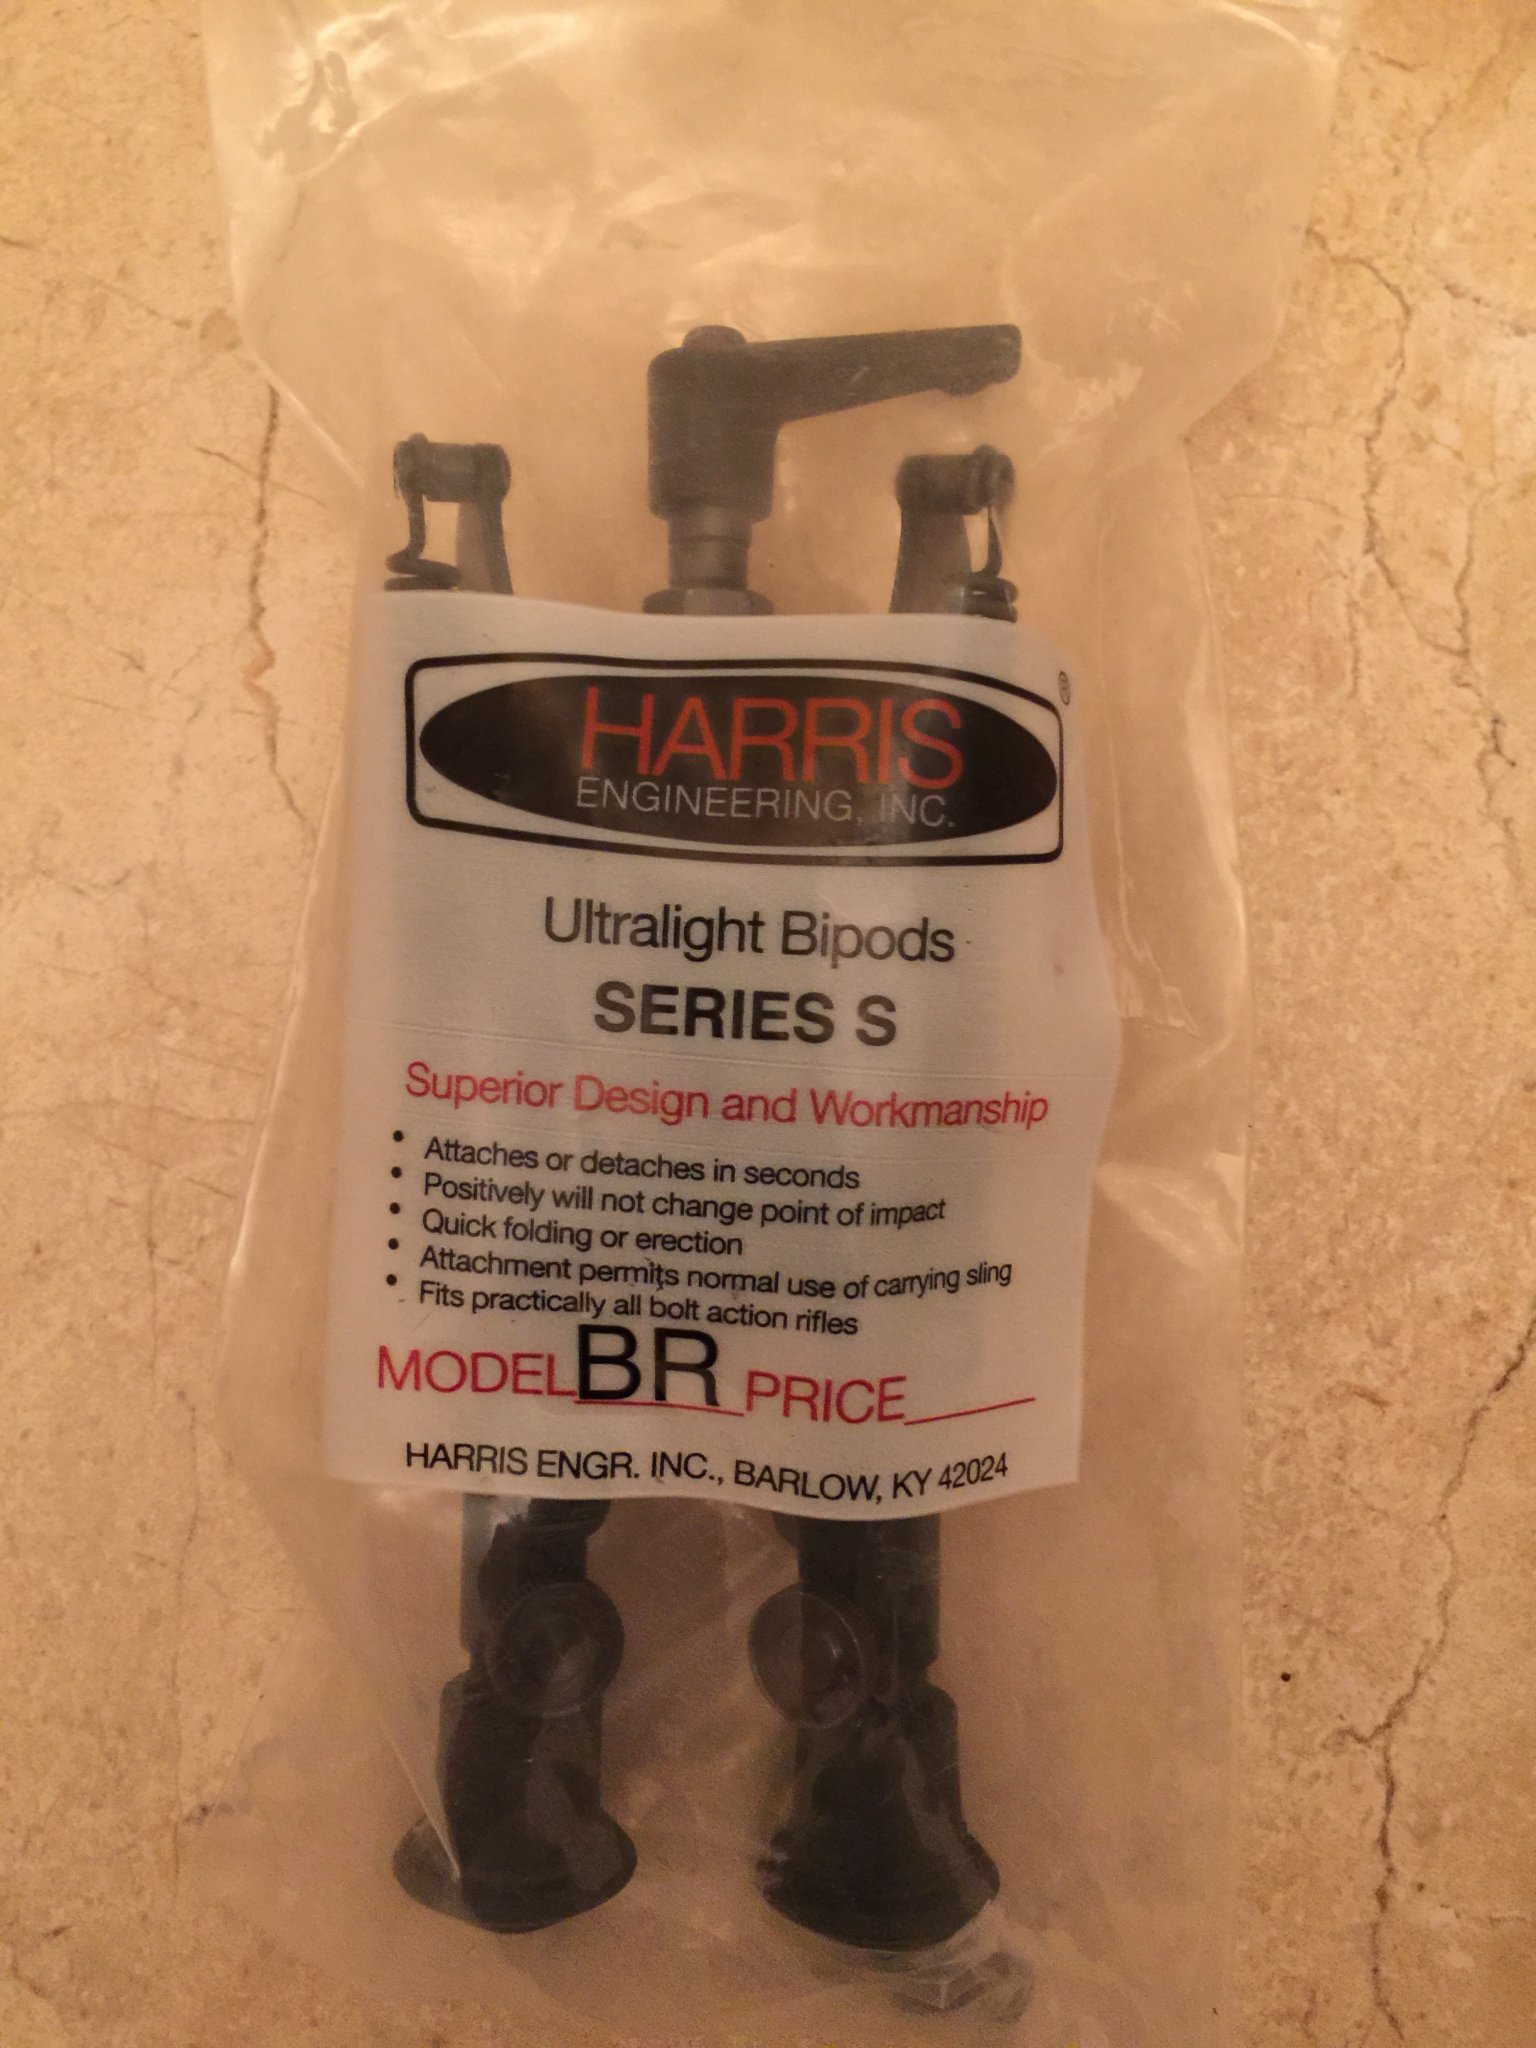 HARRIS
®
ENGINEERING, INC.
Ultralight Bipods
SERIES S
Superior Design and Workmanship
• Attaches or detaches in seconds
• Positively will not change point of impact
• Quick folding or erection
• Attachment permits normal use of carrying sling
• Fits practically all bolt action rifles
MODEL BR PRICE____
HARRIS ENGR. INC., BARLOW, KY 42024